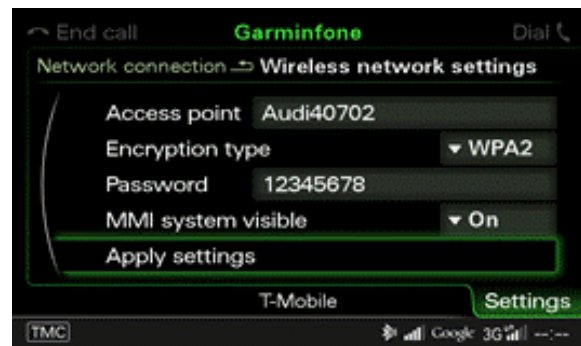 End call Garminfone Dial
Network connection Wireless network settings
Access point Audi40702
Encryption type WPA2
Password 12345678
MMI system visible On
Apply settings
T-Mobile Settings
TMC Google 3G --:--